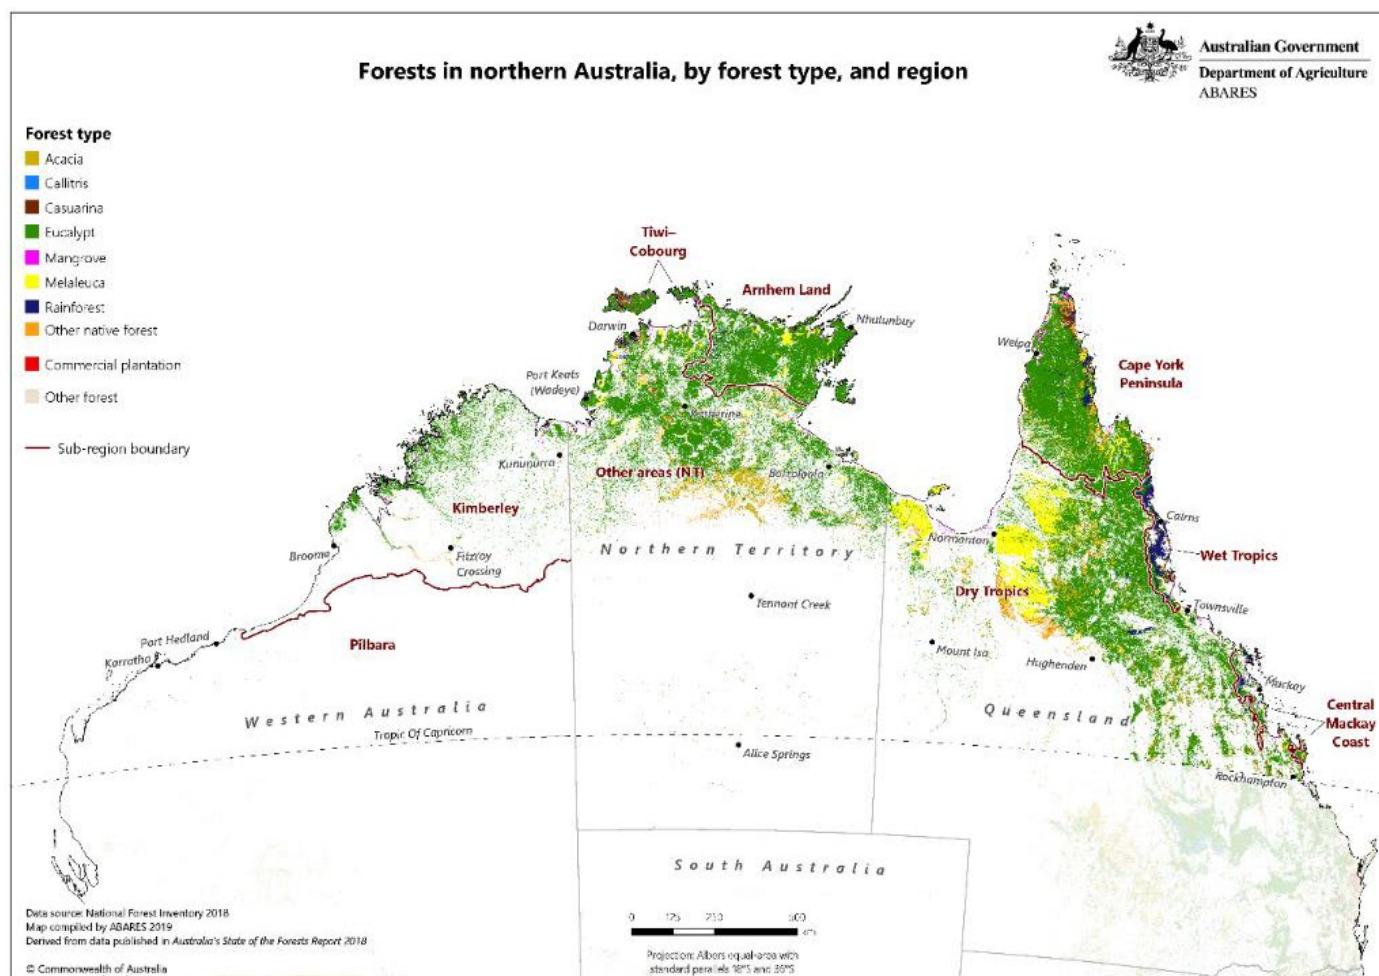 Forests in northern Australia, by forest type, and region
Australian Government
Department of Agriculture
ABARES
Forest type
Acacia
Callitris
Casuarina
Eucalypt
Mangrove
Melaleuca
Rainforest
Other native forest
Commercial plantation
Other forest
Sub-region boundary
Tiwi–
Cobourg
Arnhem Land
Darwin
Nhulunbuy
Weipa
Cape York
Peninsula
Port Keats
(Wadeye)
Katherine
Kununurra
Other areas (NT)
Borroloola
Kimberley
Cairns
Broome
Fitzroy
Crossing
Northern Territory
Normanton
Wet Tropics
Dry Tropics
Tennant Creek
Townsville
Port Hedland
Karratha
Pilbara
Mount Isa
Hughenden
Mackay
Western Australia
Queensland
Central
Mackay
Coast
Tropic Of Capricorn
Alice Springs
Rockhampton
South Australia
Data source: National Forest Inventory 2018
Map compiled by ABARES 2019
Derived from data published in Australia's State of the Forests Report 2018
© Commonwealth of Australia
0 125 250 500
km
Projection: Albers equal-area with
standard parallels 18°S and 36°S